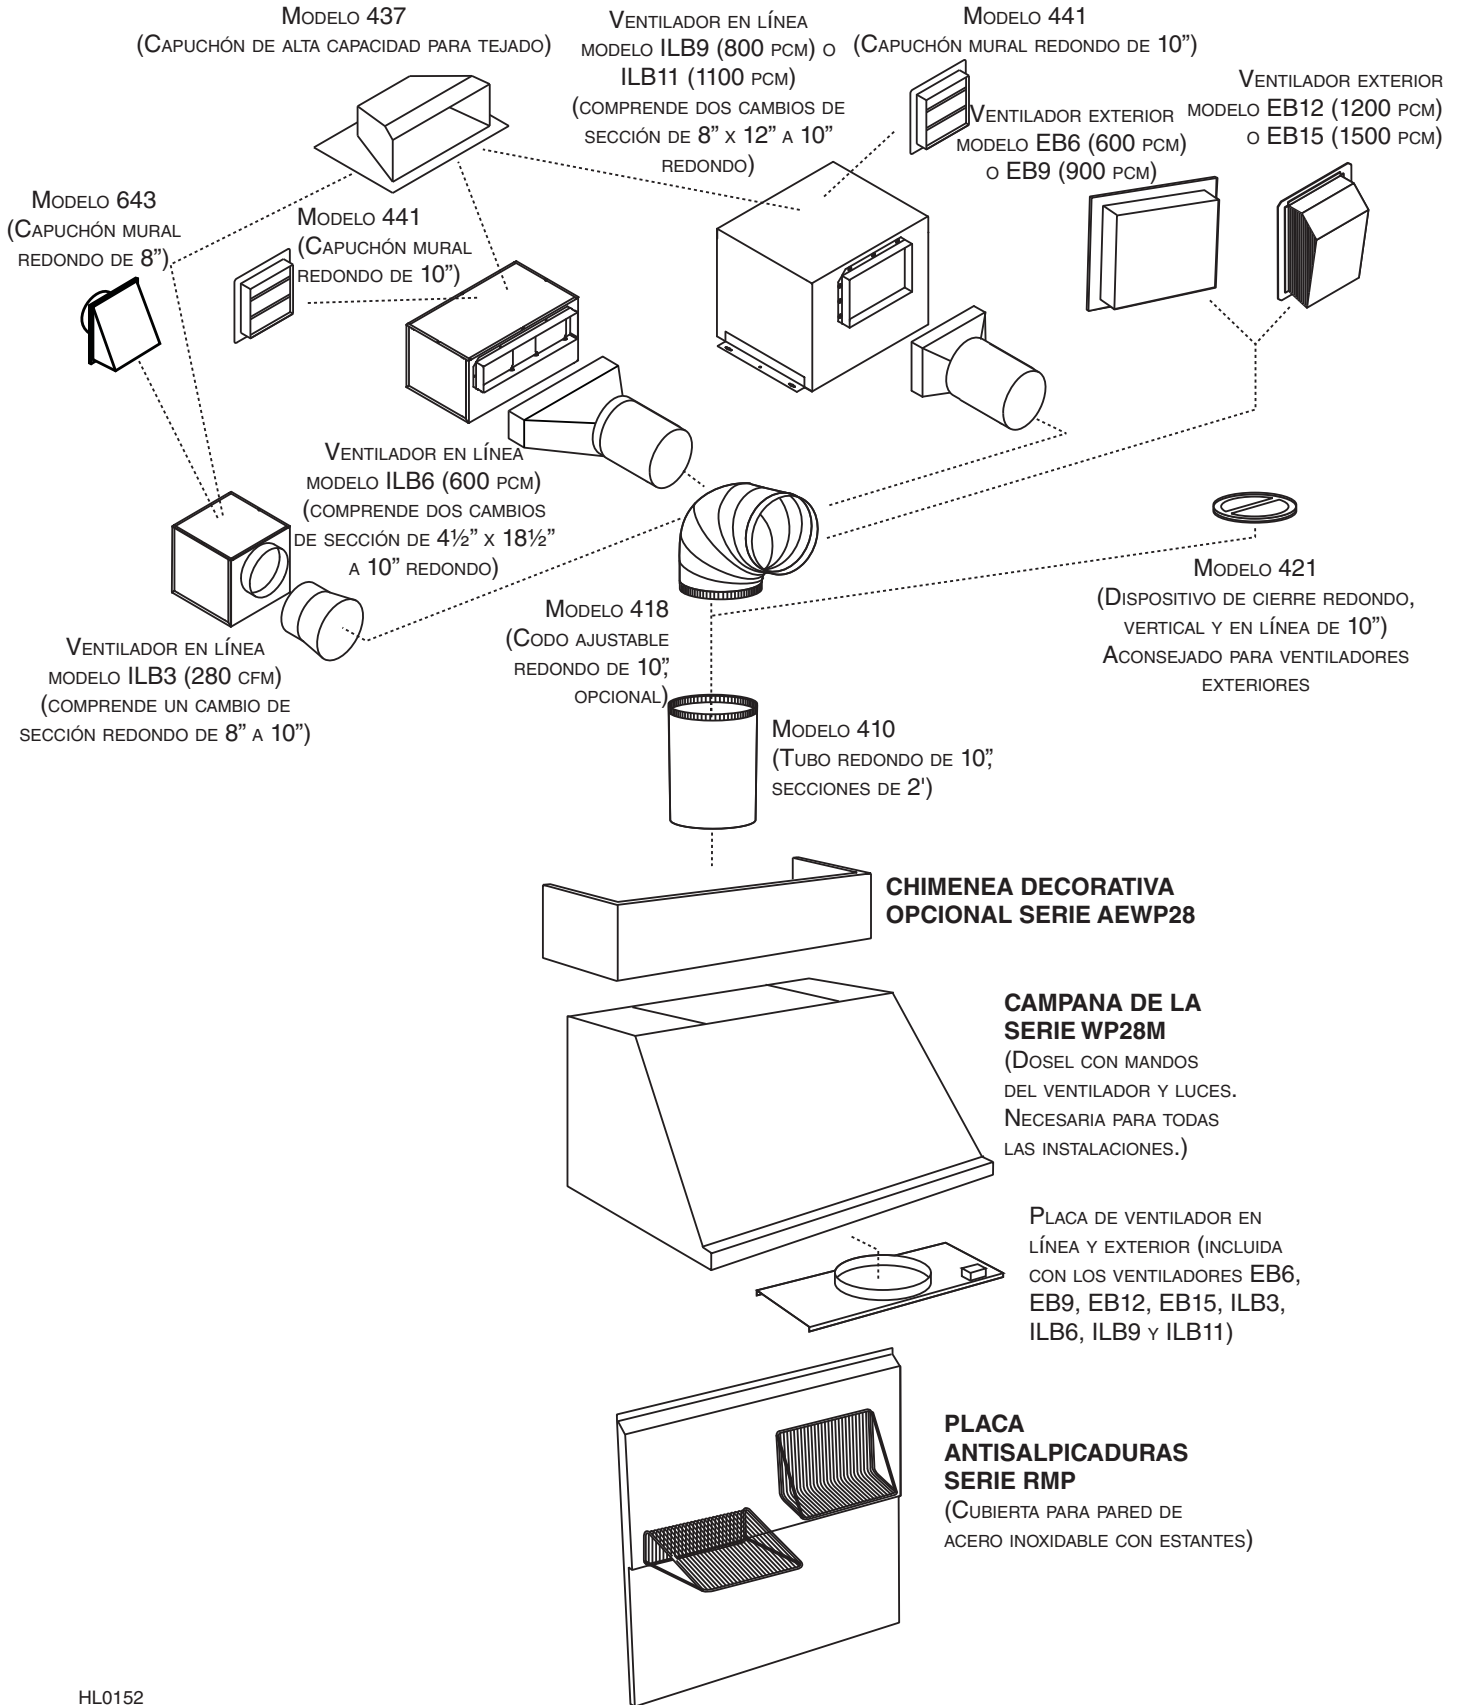 Modelo 437
(Capuchón de alta capacidad para tejado)
Ventilador en línea
modelo ILB9 (800 pcm) o
ILB11 (1100 pcm)
(comprende dos cambios de
sección de 8” x 12” a 10”
redondo)
Modelo 441
(Capuchón mural redondo de 10”)
Ventilador exterior
modelo EB6 (600 pcm)
o EB9 (900 pcm)
Ventilador exterior
modelo EB12 (1200 pcm)
o EB15 (1500 pcm)
Modelo 643
(Capuchón mural
redondo de 8”)
Modelo 441
(Capuchón mural
redondo de 10”)
Ventilador en línea
modelo ILB6 (600 pcm)
(comprende dos cambios
de sección de 4½” x 18½”
a 10” redondo)
Ventilador en línea
modelo ILB3 (280 cfm)
(comprende un cambio de
sección redondo de 8” a 10”)
Modelo 418
(Codo ajustable
redondo de 10”,
opcional)
Modelo 421
(Dispositivo de cierre redondo,
vertical y en línea de 10”)
Aconsejado para ventiladores
exteriores
Modelo 410
(Tubo redondo de 10”,
secciones de 2')
CHIMENEA DECORATIVA
OPCIONAL SERIE AEWP28
CAMPANA DE LA
SERIE WP28M
(Dosel con mandos
del ventilador y luces.
Necesaria para todas
las instalaciones.)
Placa de ventilador en
línea y exterior (incluida
con los ventiladores EB6,
EB9, EB12, EB15, ILB3,
ILB6, ILB9 y ILB11)
PLACA
ANTISALPICADURAS
SERIE RMP
(Cubierta para pared de
acero inoxidable con estantes)
HL0152